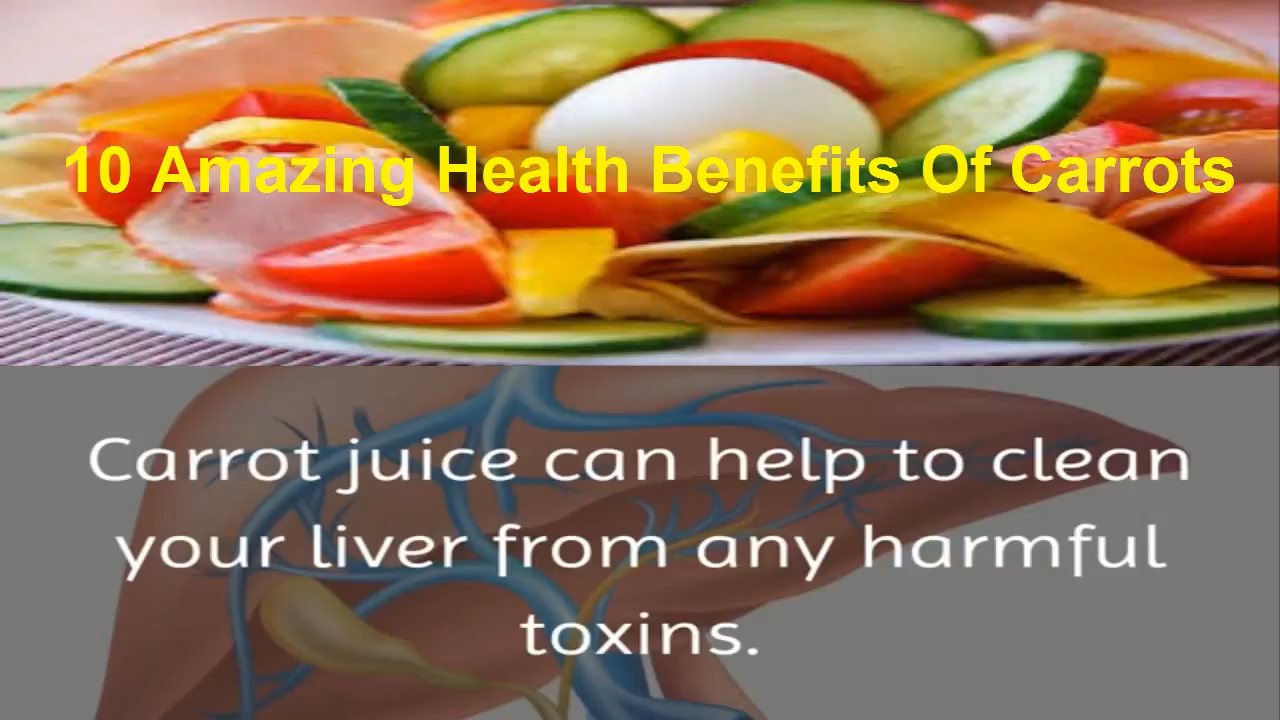 10 Amazing Health Benefits Of Carrots
Carrot juice can help to clean
your liver from any harmful
toxins.